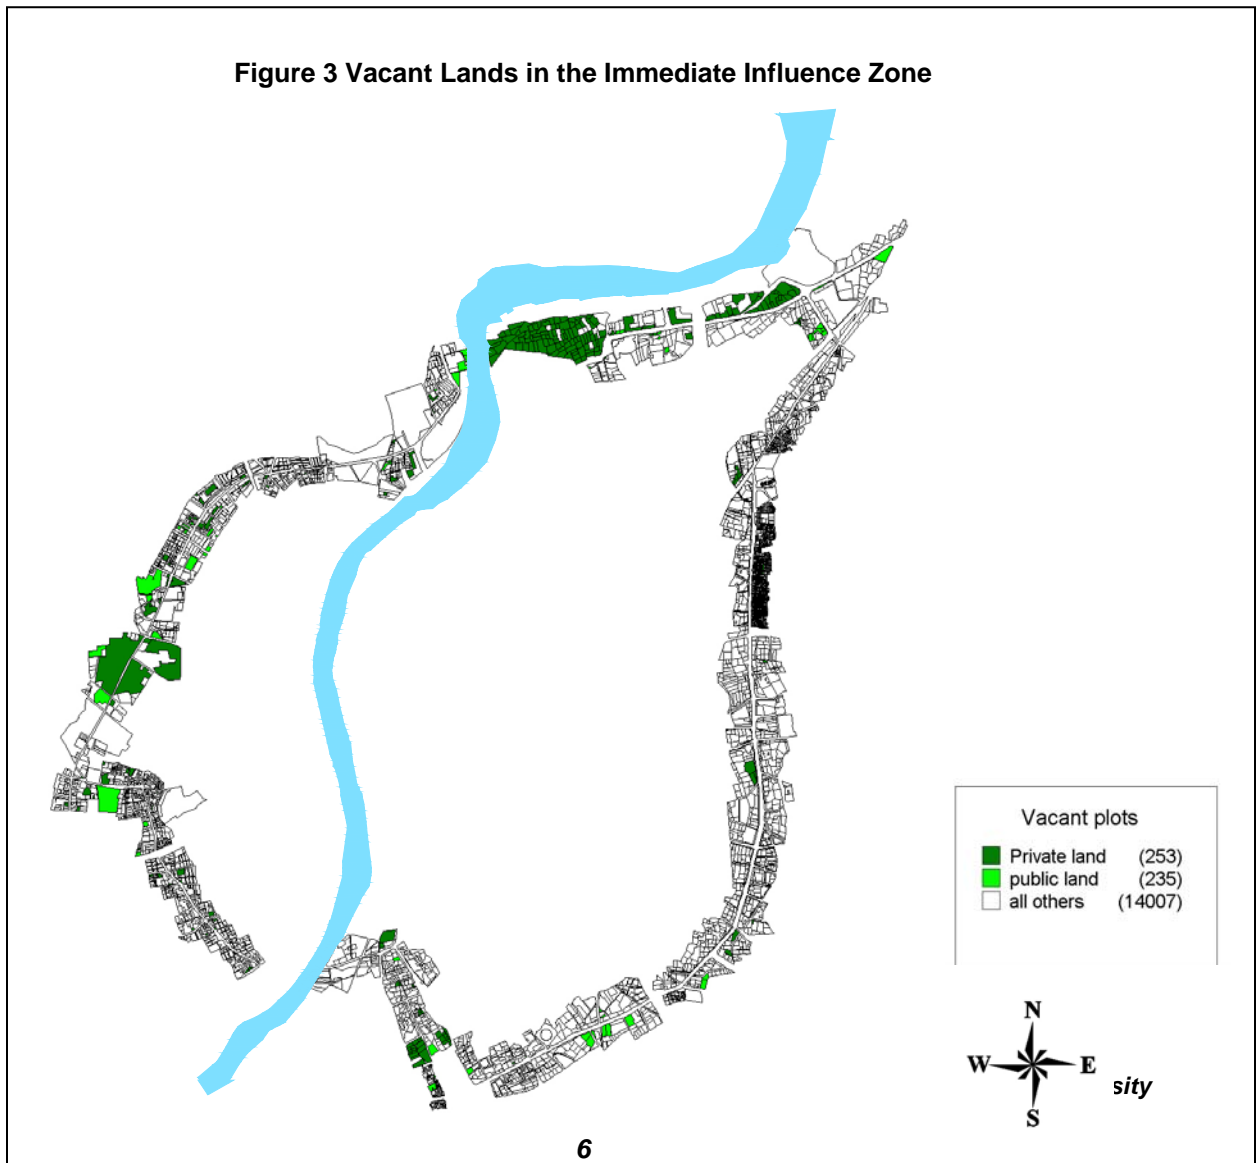 Figure 3 Vacant Lands in the Immediate Influence Zone
Vacant plots
Private land (253)
public land (235)
all others (14007)
N
W E
S
sity
6